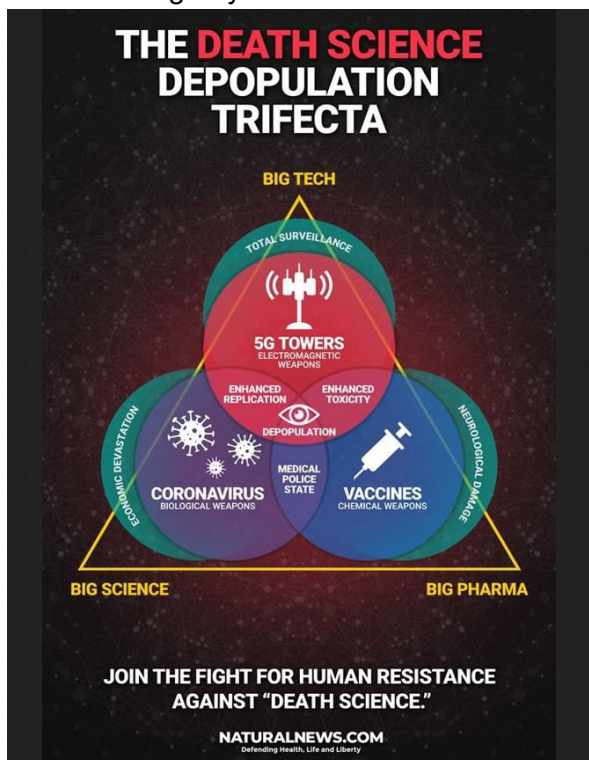 THE DEATH SCIENCE
DEPOPULATION
TRIFECTA
BIG TECH
TOTAL SURVEILLANCE
5G TOWERS
ELECTROMAGNETIC
WEAPONS
ENHANCED
REPLICATION
ENHANCED
TOXICITY
DEPOPULATION
ECONOMIC DEVASTATION
NEUROLOGICAL DAMAGE
MEDICAL
POLICE
STATE
CORONAVIRUS
BIOLOGICAL WEAPONS
VACCINES
CHEMICAL WEAPONS
BIG SCIENCE
BIG PHARMA
JOIN THE FIGHT FOR HUMAN RESISTANCE
AGAINST “DEATH SCIENCE.”
NATURALNEWS.COM
Defending Health, Life and Liberty